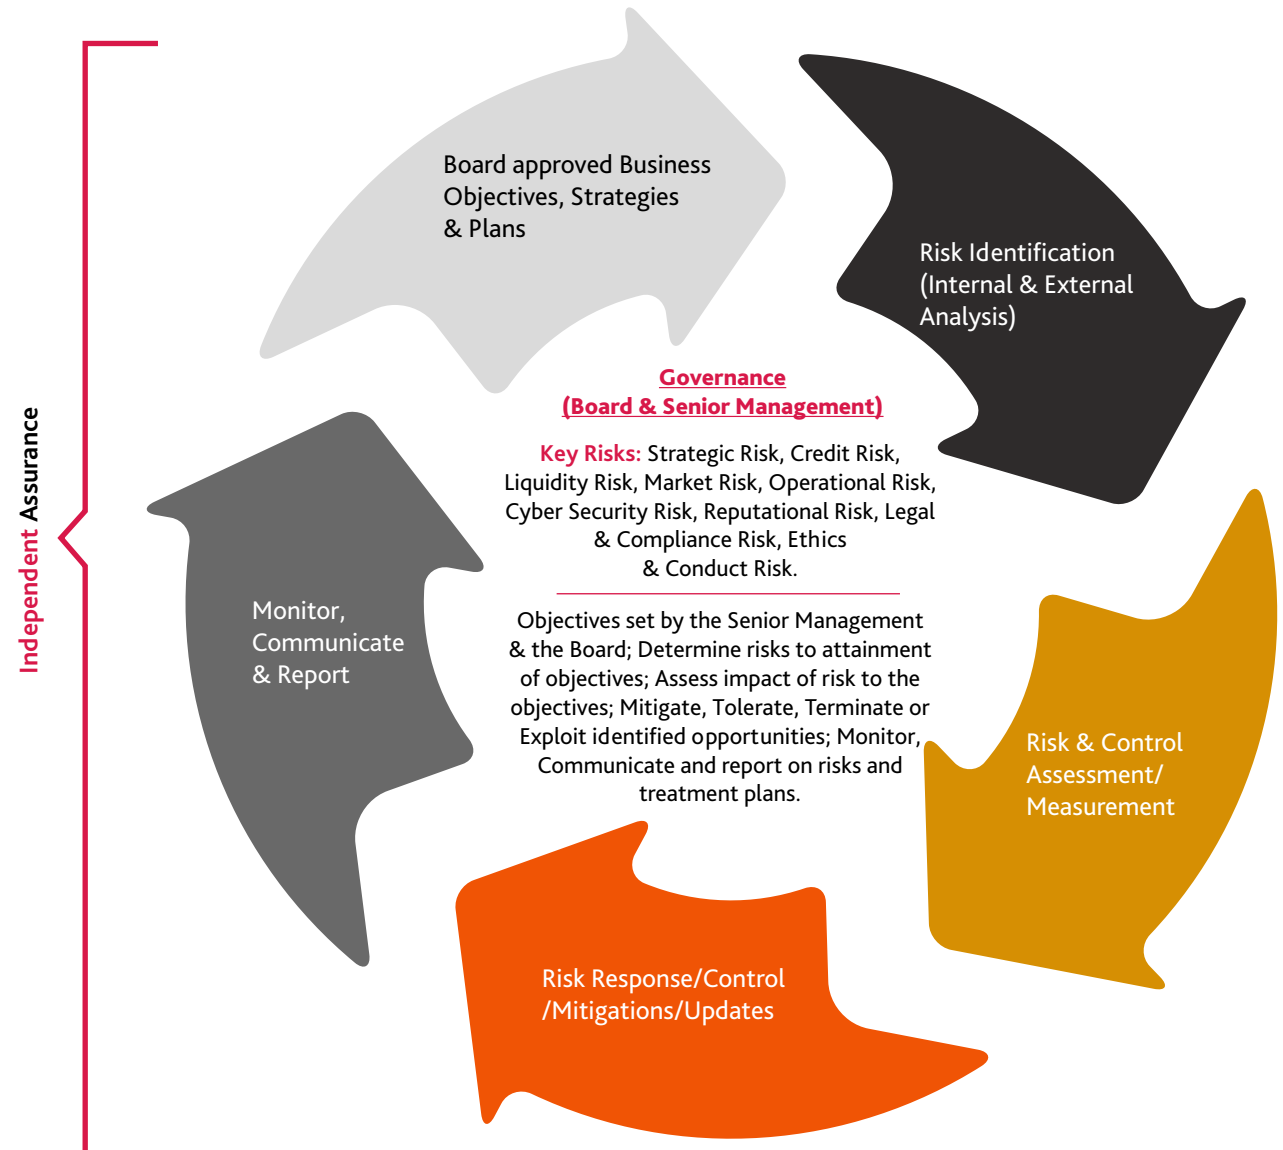 Independent Assurance
Board approved Business
Objectives, Strategies
& Plans
Risk Identification
(Internal & External
Analysis)
Governance
(Board & Senior Management)
Key Risks: Strategic Risk, Credit Risk,
Liquidity Risk, Market Risk, Operational Risk,
Cyber Security Risk, Reputational Risk, Legal
& Compliance Risk, Ethics
& Conduct Risk.
Objectives set by the Senior Management
& the Board; Determine risks to attainment
of objectives; Assess impact of risk to the
objectives; Mitigate, Tolerate, Terminate or
Exploit identified opportunities; Monitor,
Communicate and report on risks and
treatment plans.
Risk & Control
Assessment/
Measurement
Risk Response/Control
/Mitigations/Updates
Monitor,
Communicate
& Report